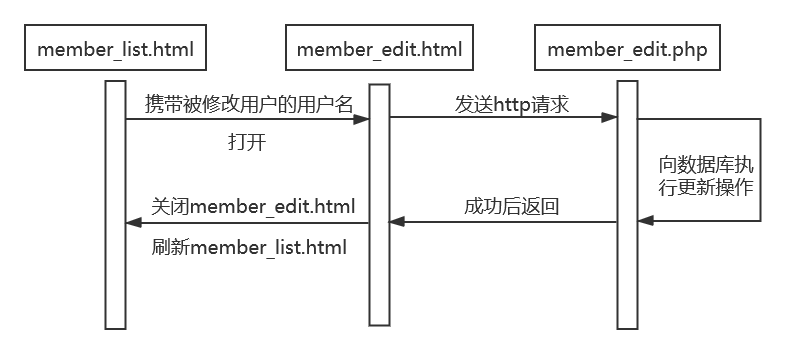 member_list.html
member_edit.html
member_edit.php
携带被修改用户的用户名
打开
发送http请求
向数据库执
行更新操作
成功后返回
关闭member_edit.html
刷新member_list.html